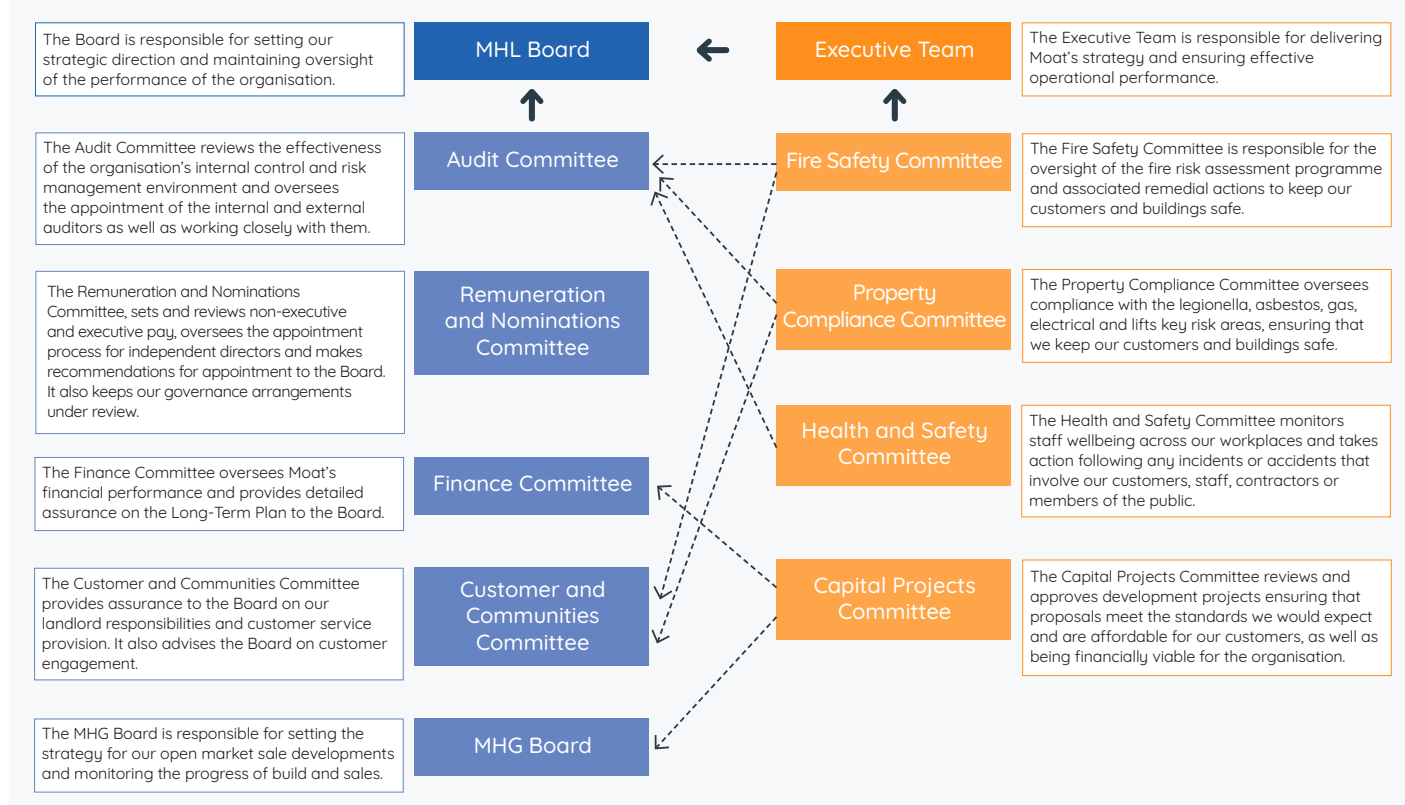 The Board is responsible for setting our
strategic direction and maintaining oversight
of the performance of the organisation.
MHL Board
Executive Team
The Executive Team is responsible for delivering
Moat's strategy and ensuring effective
operational performance.
The Audit Committee reviews the effectiveness
of the organisation's internal control and risk
management environment and oversees
the appointment of the internal and external
auditors as well as working closely with them.
Audit Committee
Fire Safety Committee
The Fire Safety Committee is responsible for the
oversight of the fire risk assessment programme
and associated remedial actions to keep our
customers and buildings safe.
The Remuneration and Nominations
Committee, sets and reviews non-executive
and executive pay, oversees the appointment
process for independent directors and makes
recommendations for appointment to the Board.
It also keeps our governance arrangements
under review.
Remuneration
and Nominations
Committee
Property
Compliance Committee
The Property Compliance Committee oversees
compliance with the legionella, asbestos, gas,
electrical and lifts key risk areas, ensuring that
we keep our customers and buildings safe.
Health and Safety
Committee
The Health and Safety Committee monitors
staff wellbeing across our workplaces and takes
action following any incidents or accidents that
involve our customers, staff, contractors or
members of the public.
The Finance Committee oversees Moat's
financial performance and provides detailed
assurance on the Long-Term Plan to the Board.
Finance Committee
The Customer and Communities Committee
provides assurance to the Board on our
landlord responsibilities and customer service
provision. It also advises the Board on customer
engagement.
Customer and
Communities
Committee
Capital Projects
Committee
The Capital Projects Committee reviews and
approves development projects ensuring that
proposals meet the standards we would expect
and are affordable for our customers, as well as
being financially viable for the organisation.
The MHG Board is responsible for setting the
strategy for our open market sale developments
and monitoring the progress of build and sales.
MHG Board